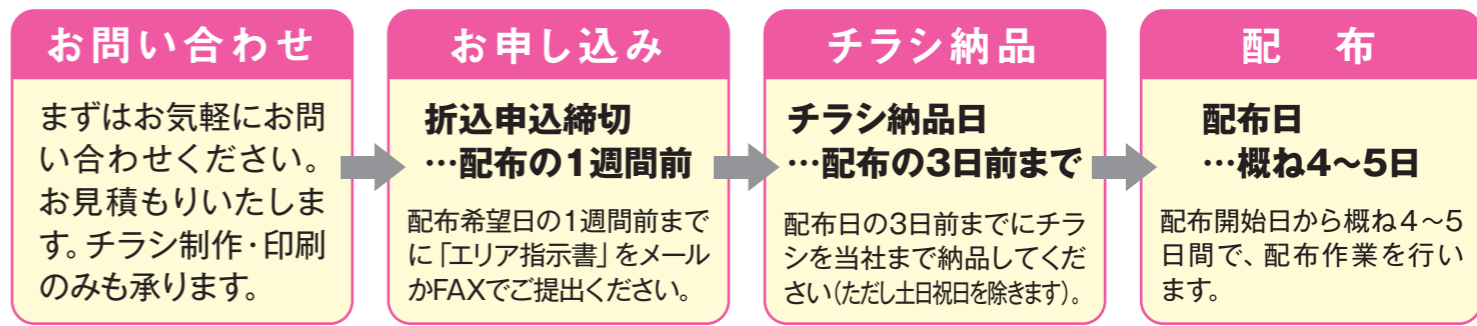 お問い合わせ
まずはお気軽にお問
い合わせください。
お見積もりいたしま
す。チラシ制作・印刷
のみも承ります。
お申し込み
折込申込締切
…配布の1週間前
配布希望日の1週間前まで
に「エリア指示書」をメール
かFAXでご提出ください。
チラシ納品
チラシ納品日
…配布の3日前まで
配布日の3日前までにチラ
シを当社まで納品してくだ
さい(ただし土日祝日を除きます)。
配 布
配布日
…概ね4~5日
配布開始日から概ね4~5
日間で、配布作業を行い
ます。